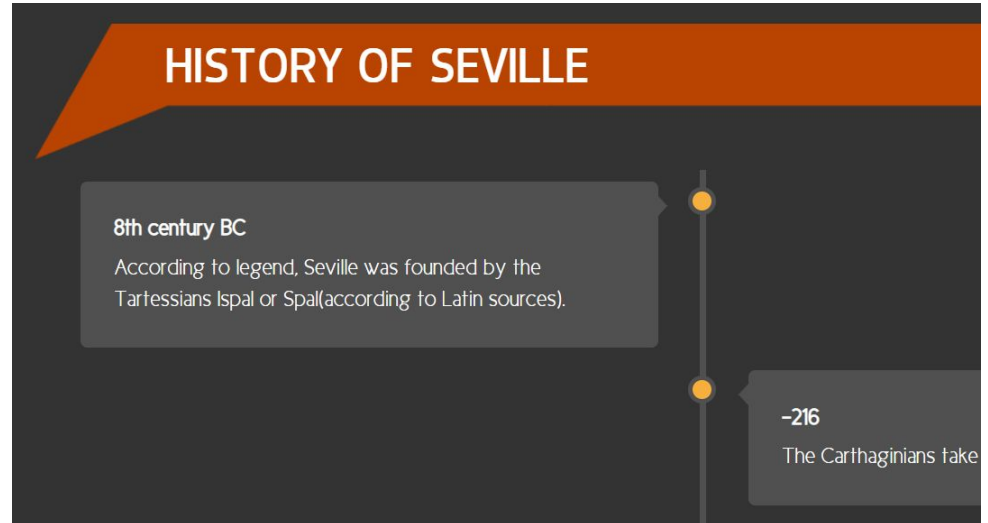 HISTORY OF SEVILLE
8th century BC
According to legend, Seville was founded by the
Tartessians Ispal or Spal(according to Latin sources).
-216
The Carthaginians take